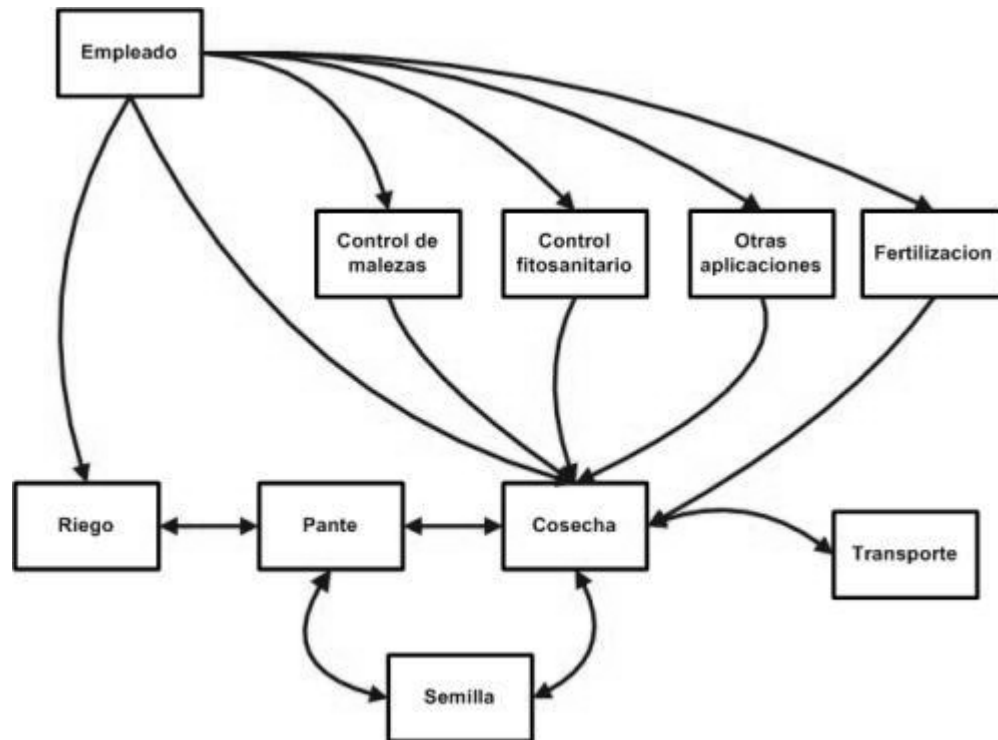 Empleado
Control de
malezas
Control
fitosanitario
Otras
aplicaciones
Fertilizacion
Riego
Pante
Cosecha
Transporte
Semilla